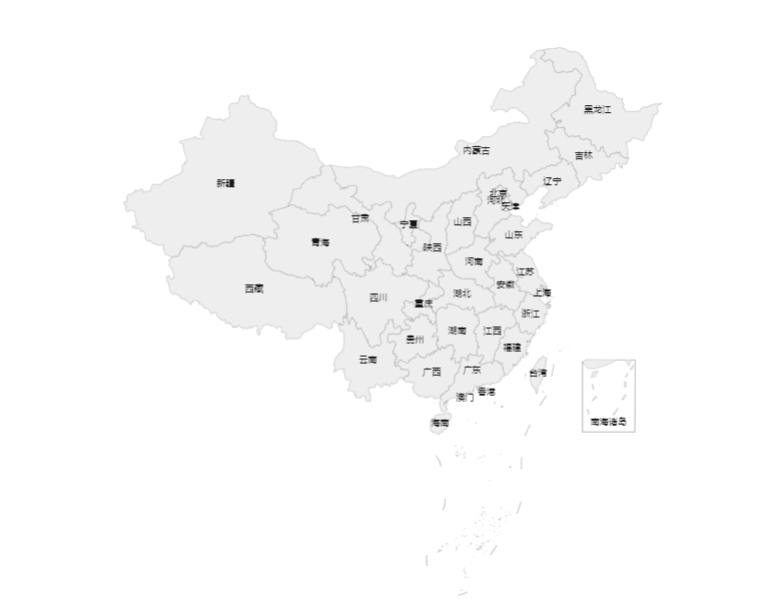 黑龙江
内蒙古
吉林
新疆
辽宁
北京
河北
天津
甘肃
宁夏
山西
山东
青海
陕西
河南
江苏
西藏
安徽
上海
四川
重庆
湖北
浙江
湖南
江西
贵州
福建
云南
广西
广东
台湾
澳门
香港
海南
南海诸岛